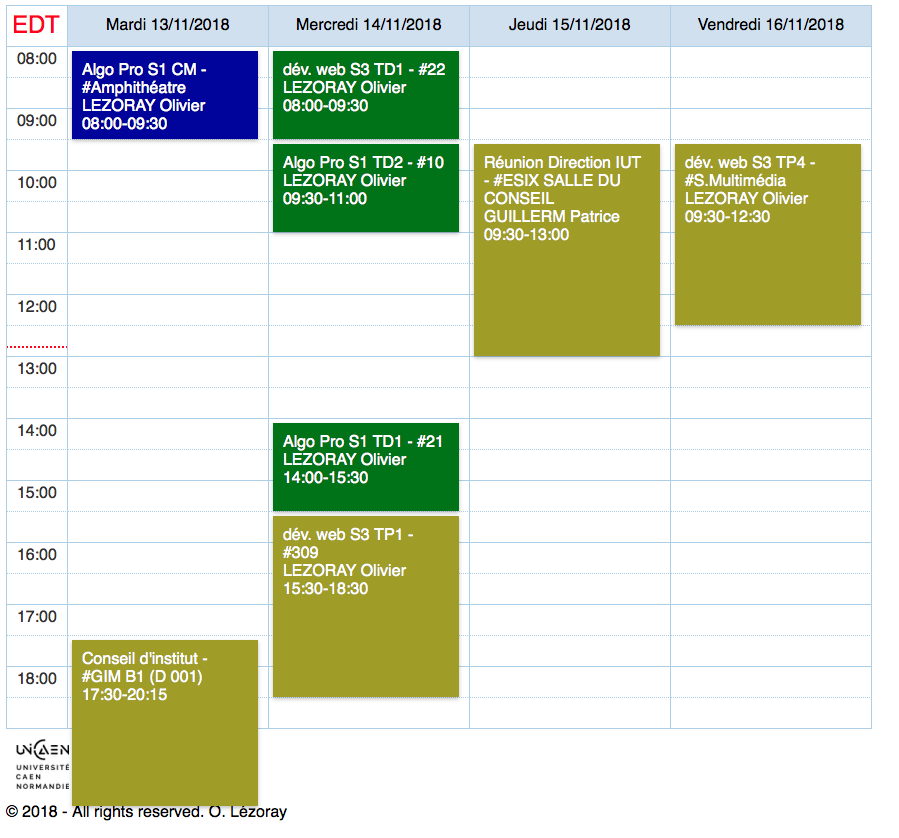 EDT
Mardi 13/11/2018
Mercredi 14/11/2018
Jeudi 15/11/2018
Vendredi 16/11/2018
08:00
09:00
10:00
11:00
12:00
13:00
14:00
15:00
16:00
17:00
18:00
Algo Pro S1 CM -
#Amphithéatre
LEZORAY Olivier
08:00-09:30
Conseil d'institut -
#GIM B1 (D 001)
17:30-20:15
dév. web S3 TD1 - #22
LEZORAY Olivier
08:00-09:30
Algo Pro S1 TD2 - #10
LEZORAY Olivier
09:30-11:00
Algo Pro S1 TD1 - #21
LEZORAY Olivier
14:00-15:30
dév. web S3 TP1 -
#309
LEZORAY Olivier
15:30-18:30
Réunion Direction IUT
- #ESIX SALLE DU
CONSEIL
GUILLERM Patrice
09:30-13:00
dév. web S3 TP4 -
#S.Multimédia
LEZORAY Olivier
09:30-12:30
UNICAEN
UNIVERSITÉ
CAEN
NORMANDIE
© 2018 - All rights reserved. O. Lézoray